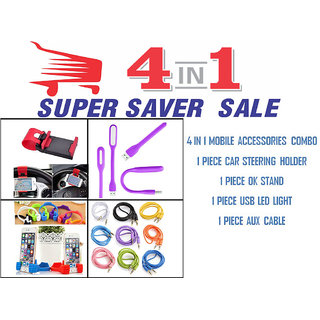 4 IN 1
SUPER SAVER SALE
4 IN 1 MOBILE ACCESSORIES COMBO
1 PIECE CAR STEERING HOLDER
1 PIECE OK STAND
1 PIECE USB LED LIGHT
1 PIECE AUX CABLE